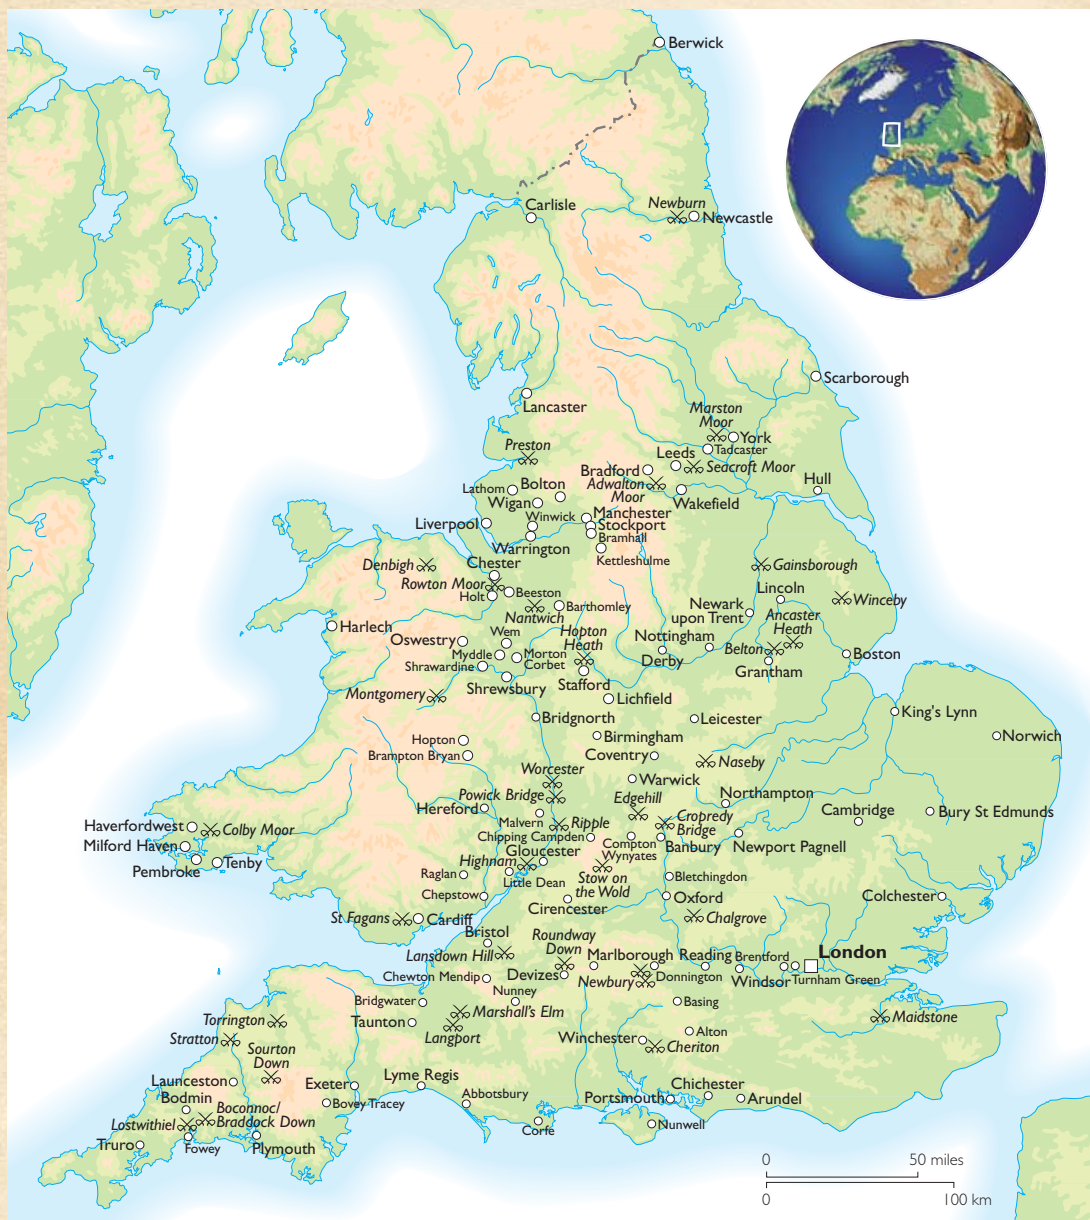 Berwick
Carlisle
Newburn
Newcastle
Scarborough
Lancaster
Marston
Moor
York
Tadcaster
Preston
Leeds
Seacroft Moor
Bradford
Adwalton
Moor
Wakefield
Hull
Lathom
Bolton
Wigan
Winwick
Manchester
Liverpool
Stockport
Bramhall
Warrington
Kettleshulme
Denbigh
Chester
Rowton Moor
Holt
Beeston
Nantwich
Barthomley
Gainsborough
Lincoln
Winceby
Newark
upon Trent
Ancaster
Heath
Harlech
Oswestry
Wem
Hopton
Heath
Nottingham
Belton
Boston
Myddle
Morton
Corbet
Derby
Grantham
Shrawardine
Shrewsbury
Stafford
Montgomery
Lichfield
Bridgnorth
Leicester
King's Lynn
Norwich
Hopton
Birmingham
Brampton Bryan
Coventry
Naseby
Worcester
Warwick
Powick Bridge
Edgehill
Northampton
Hereford
Cambridge
Bury St Edmunds
Malvern
Ripple
Cropredy
Bridge
Haverfordwest
Colby Moor
Chipping Campden
Compton
Wynyates
Banbury
Newport Pagnell
Milford Haven
Gloucester
Highnam
Pembroke
Tenby
Raglan
Little Dean
Stow on
the Wold
Bletchingdon
Chepstow
Cirencester
Oxford
Colchester
St Fagans
Cardiff
Chalgrove
Bristol
Roundway
Down
Lansdown Hill
Marlborough
Reading
Brentford
London
Chewton Mendip
Devizes
Newbury
Donnington
Windsor
Turnham Green
Nunney
Bridgwater
Basing
Marshall's Elm
Maidstone
Torrington
Taunton
Langport
Alton
Stratton
Winchester
Cheriton
Sourton
Down
Launceston
Exeter
Lyme Regis
Chichester
Bodmin
Bovey Tracey
Abbotsbury
Portsmouth
Arundel
Boconnoc/
Braddock Down
Lostwithiel
Corfe
Nunwell
Truro
Fowey
Plymouth
0 50 miles
0 100 km